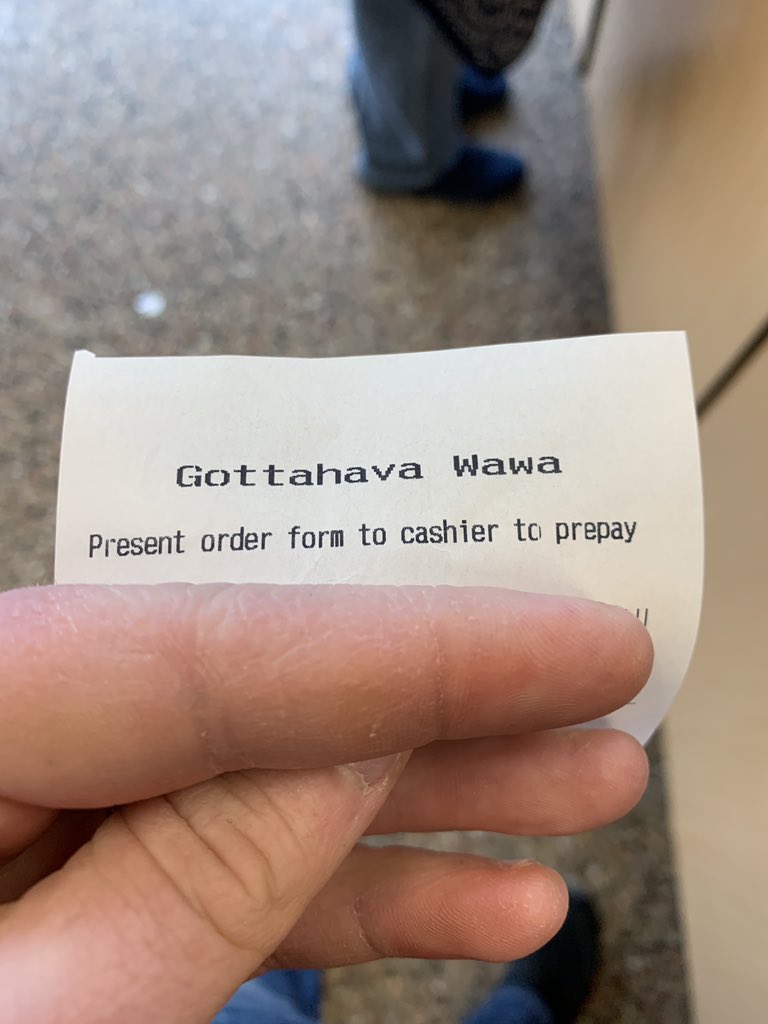 Gottahava Wawa
Present order form to cashier to prepay